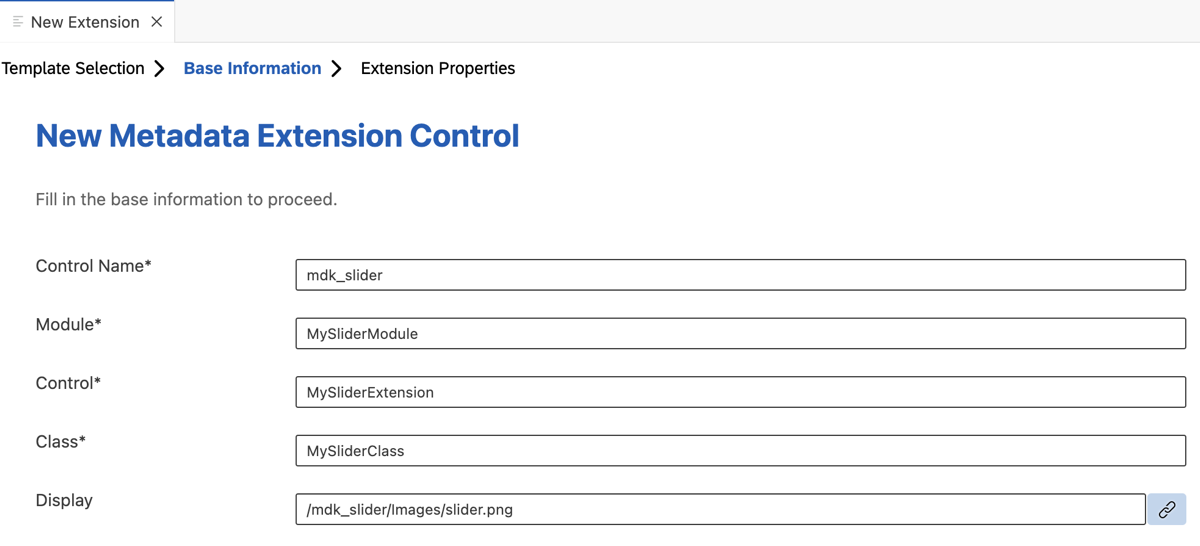 New Extension
Template Selection Base Information Extension Properties
New Metadata Extension Control
Fill in the base information to proceed.
Control Name* mdk_slider
Module* MySliderModule
Control* MySliderExtension
Class* MySliderClass
Display /mdk_slider/Images/slider.png